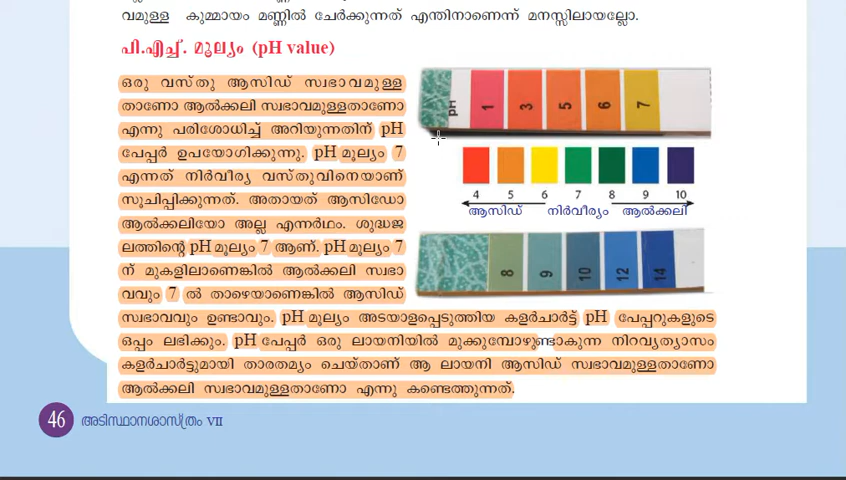 വമുള്ള കുമ്മായം മണ്ണിൽ ചേർക്കുന്നത് എന്തിനാണെന്ന് മനസ്സിലായല്ലോ.
പി.എച്ച്. മൂല്യം (pH value)
ഒരു വസ്തു ആസിഡ് സ്വഭാവമുള്ള
താണോ ആൽക്കലി സ്വഭാവമുള്ളതാണോ
എന്നു പരിശോധിച്ച് അറിയുന്നതിന് pH
പേപ്പർ ഉപയോഗിക്കുന്നു. pH മൂല്യം 7
എന്നത് നിർവീര്യ വസ്തുവിനെയാണ്
സൂചിപ്പിക്കുന്നത്. അതായത് ആസിഡോ
ആൽക്കലിയോ അല്ല എന്നർഥം. ശുദ്ധജ
ലത്തിന്റെ pH മൂല്യം 7 ആണ്. pH മൂല്യം 7
ന് മുകളിലാണെങ്കിൽ ആൽക്കലി സ്വഭാ
വവും 7 ൽ താഴെയാണെങ്കിൽ ആസിഡ്
സ്വഭാവവും ഉണ്ടാവും. pH മൂല്യം അടയാളപ്പെടുത്തിയ കളർചാർട്ട് pH പേപ്പറുകളുടെ
ഒപ്പം ലഭിക്കും. pH പേപ്പർ ഒരു ലായനിയിൽ മുക്കുമ്പോഴുണ്ടാകുന്ന നിറവ്യത്യാസം
കളർചാർട്ടുമായി താരതമ്യം ചെയ്താണ് ആ ലായനി ആസിഡ് സ്വഭാവമുള്ളതാണോ
ആൽക്കലി സ്വഭാവമുള്ളതാണോ എന്നു കണ്ടെത്തുന്നത്.
pH 1 3 5 6 7
4 5 6 7 8 9 10
ആസിഡ് നിർവീര്യം ആൽക്കലി
8 9 10 12 14
46 അടിസ്ഥാനശാസ്ത്രം VII